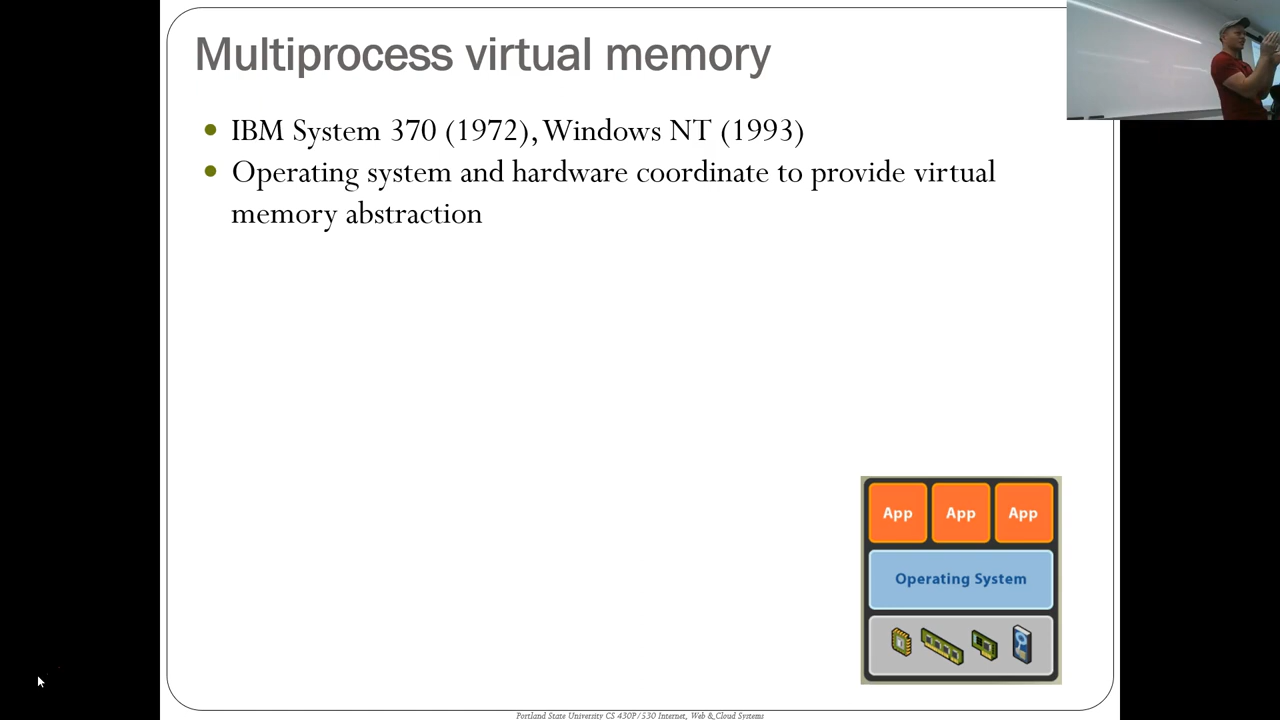 Multiprocess virtual memory
IBM System 370 (1972), Windows NT (1993)
Operating system and hardware coordinate to provide virtual
memory abstraction
App App App
Operating System
Portland State University CS 430P/530 Internet, Web & Cloud Systems